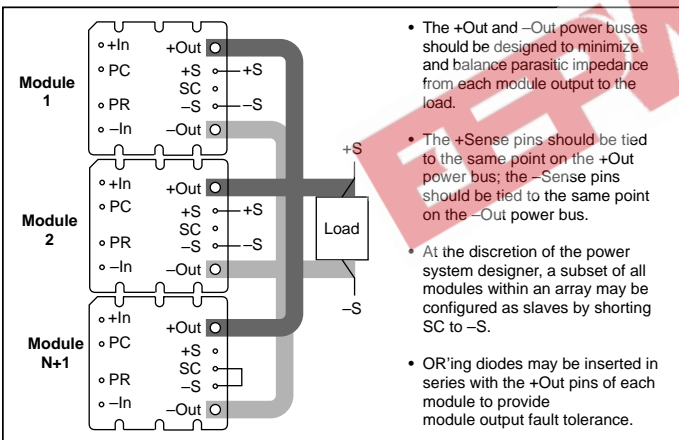 Module
1
+In
PC
PR
–In
+Out
+S
SC
–S
–Out
+S
–S
Module
2
+In
PC
PR
–In
+Out
+S
SC
–S
–Out
+S
–S
Module
N+1
+In
PC
PR
–In
+Out
+S
SC
–S
–Out
+S
Load
–S
• The +Out and –Out power buses
should be designed to minimize
and balance parasitic impedance
from each module output to the
load.
• The +Sense pins should be tied
to the same point on the +Out
power bus; the –Sense pins
should be tied to the same point
on the –Out power bus.
• At the discretion of the power
system designer, a subset of all
modules within an array may be
configured as slaves by shorting
SC to –S.
• OR'ing diodes may be inserted in
series with the +Out pins of each
module to provide
module output fault tolerance.